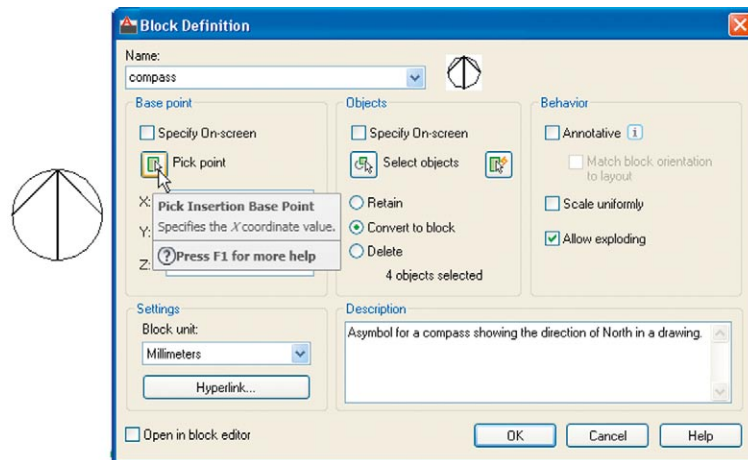 Block Definition
Name:
compass
Base point
Specify On-screen
Pick point
X:
Y:
Z:
Pick Insertion Base Point
Specifies the X coordinate value.
Press F1 for more help
Objects
Specify On-screen
Select objects
Retain
Convert to block
Delete
4 objects selected
Behavior
Annotative
Match block orientation
to layout
Scale uniformly
Allow exploding
Settings
Block unit:
Millimeters
Hyperlink...
Description
Asymbol for a compass showing the direction of North in a drawing.
Open in block editor
OK
Cancel
Help